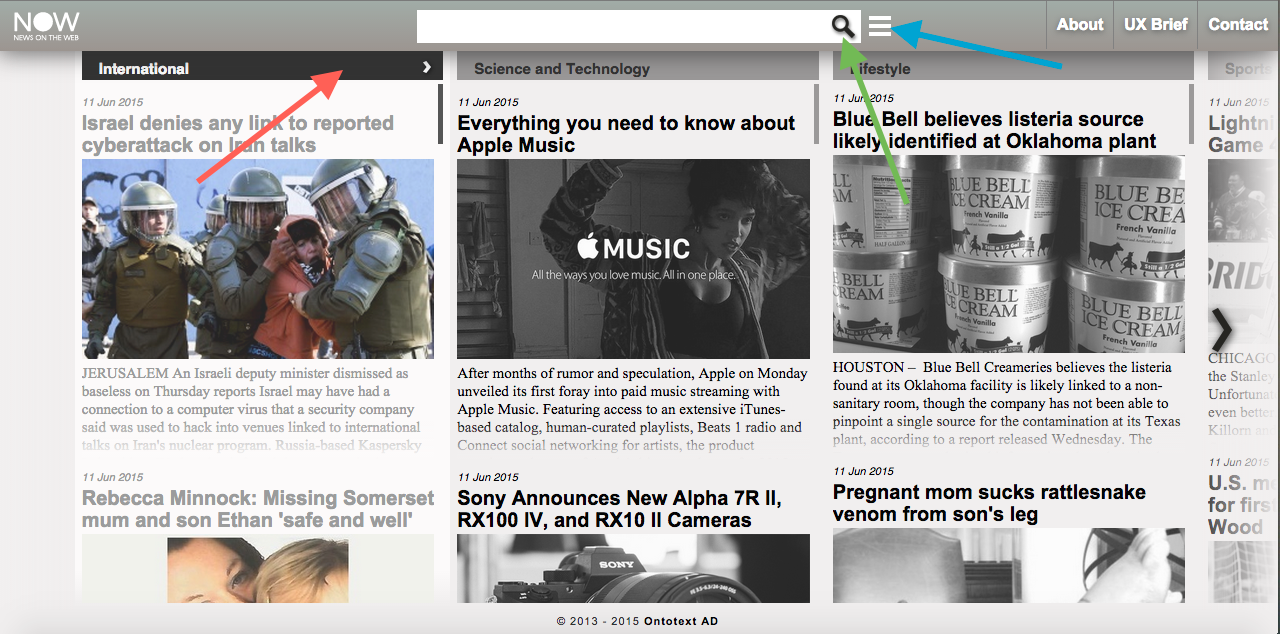 NOW
NEWS ON THE WEB
About
UX Brief
Contact
International
11 Jun 2015
Israel denies any link to reported
cyberattack on Iran talks
JERUSALEM An Israeli deputy minister dismissed as
baseless on Thursday reports Israel may have had a
connection to a computer virus that a security company
said was used to hack into venues linked to international
talks on Iran's nuclear program. Russia-based Kaspersky
11 Jun 2015
Rebecca Minnock: Missing Somerset
mum and son Ethan 'safe and well'
Science and Technology
11 Jun 2015
Everything you need to know about
Apple Music
MUSIC
All the ways you love music. All in one place.
After months of rumor and speculation, Apple on Monday
unveiled its first foray into paid music streaming with
Apple Music. Featuring access to an extensive iTunes-
based catalog, human-curated playlists, Beats 1 radio and
Connect social networking for artists, the product
11 Jun 2015
Sony Announces New Alpha 7R II,
RX100 IV, and RX10 II Cameras
SONY
Lifestyle
11 Jun 2015
Blue Bell believes listeria source
likely identified at Oklahoma plant
BLUE BELL
ICE CREAM
French Vanilla
Still a 1/2 Gal!
HOUSTON – Blue Bell Creameries believes the listeria
found at its Oklahoma facility is likely linked to a non-
sanitary room, though the company has not been able to
pinpoint a single source for the contamination at its Texas
plant, according to a report released Wednesday. The
11 Jun 2015
Pregnant mom sucks rattlesnake
venom from son's leg
Sports
11 Jun 2015
Lightni
Game 4
CHICAGO
the Stanley
Unfortunat
even better
Killorn and
11 Jun 2015
U.S. m
for firs
Wood
© 2013 - 2015 Ontotext AD